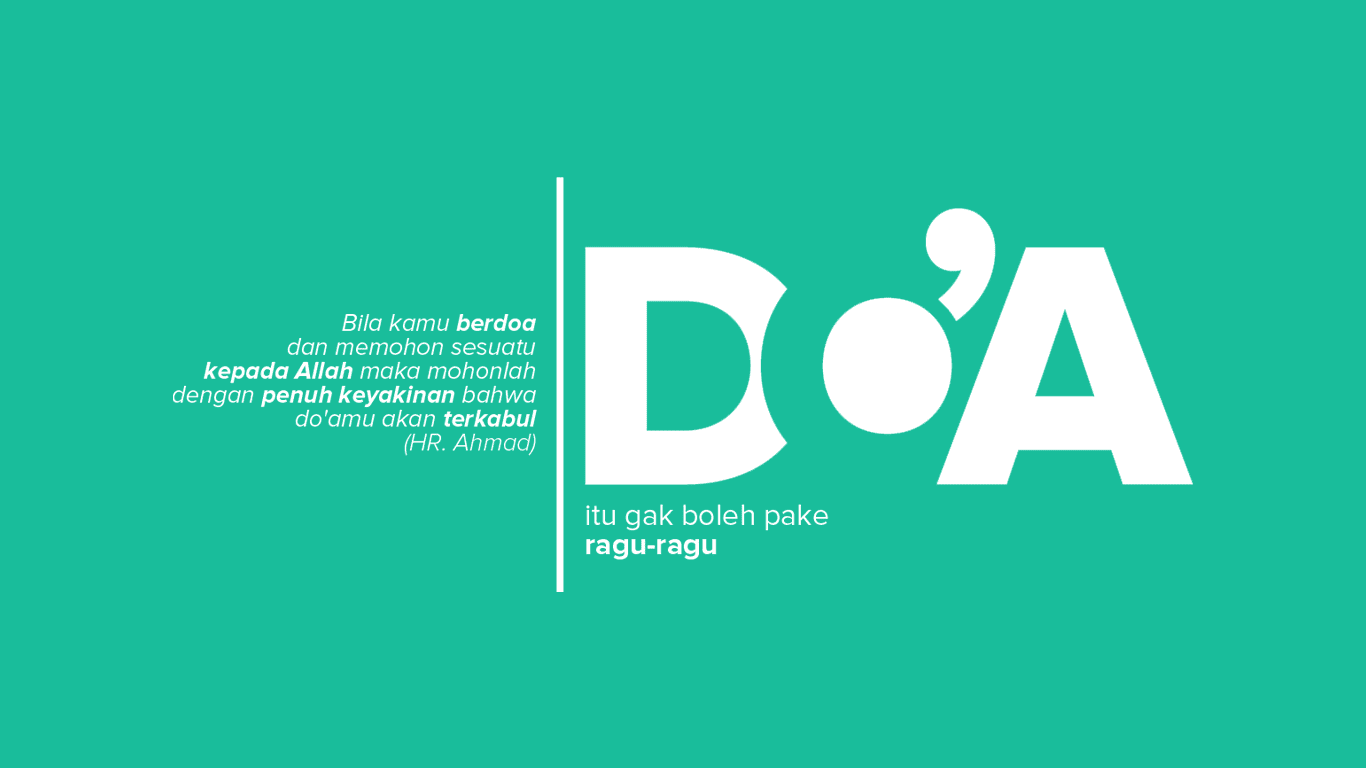 Bila kamu berdoa
dan memohon sesuatu
kepada Allah maka mohonlah
dengan penuh keyakinan bahwa
do'amu akan terkabul
(HR. Ahmad)
Do’A
itu gak boleh pake
ragu-ragu